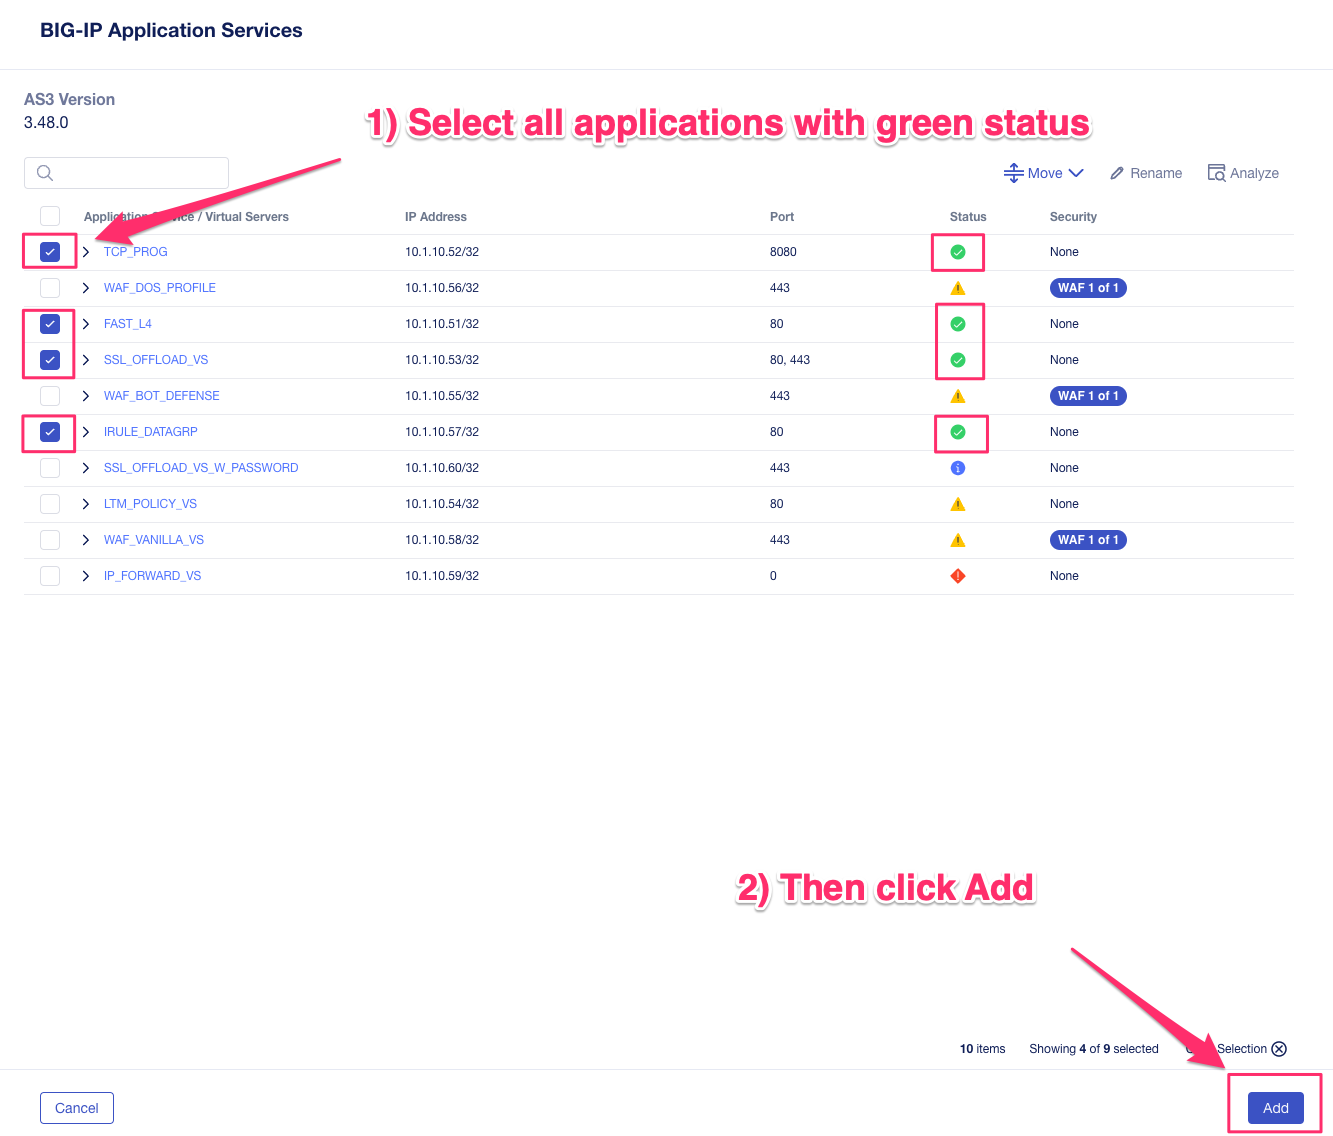 BIG-IP Application Services
AS3 Version
3.48.0
1) Select all applications with green status
Move Rename Analyze
Application Service / Virtual Servers IP Address Port Status Security
TCP_PROG 10.1.10.52/32 8080 None
WAF_DOS_PROFILE 10.1.10.56/32 443 WAF 1 of 1
FAST_L4 10.1.10.51/32 80 None
SSL_OFFLOAD_VS 10.1.10.53/32 80, 443 None
WAF_BOT_DEFENSE 10.1.10.55/32 443 WAF 1 of 1
IRULE_DATAGRP 10.1.10.57/32 80 None
SSL_OFFLOAD_VS_W_PASSWORD 10.1.10.60/32 443 None
LTM_POLICY_VS 10.1.10.54/32 80 None
WAF_VANILLA_VS 10.1.10.58/32 443 WAF 1 of 1
IP_FORWARD_VS 10.1.10.59/32 0 None
2) Then click Add
10 items Showing 4 of 9 selected Selection
Cancel Add